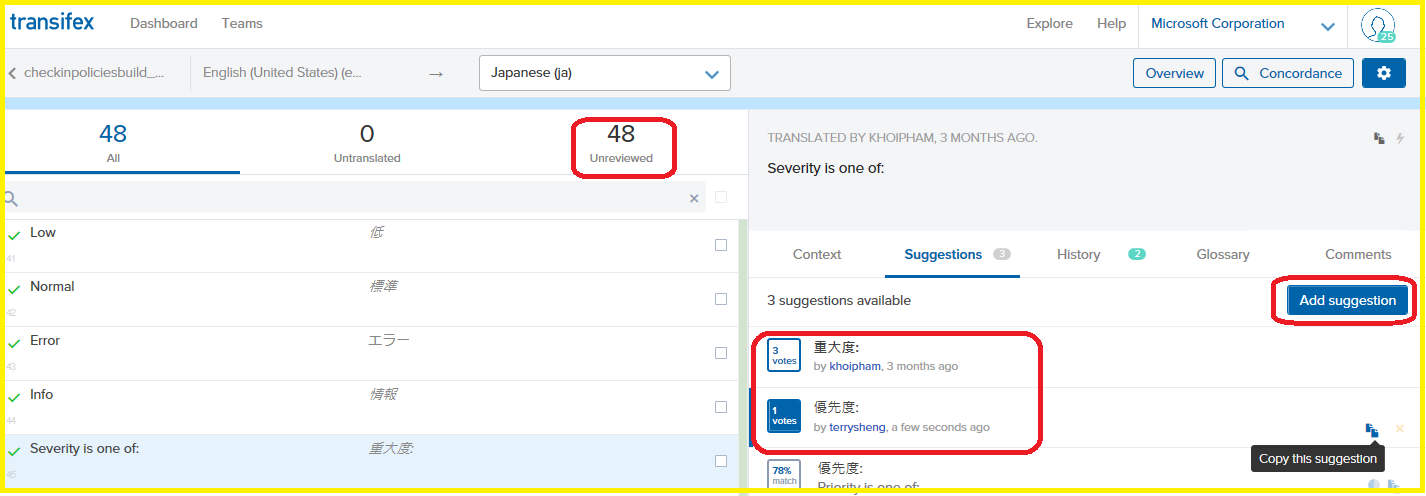 transifex Dashboard Teams Explore Help Microsoft Corporation 25
checkinpoliciesbuild_... English (United States) (e... → Japanese (ja) Overview Concordance
48 0 48
All Untranslated Unreviewed
Low 低
41
Normal 標準
42
Error エラー
43
Info 情報
44
Severity is one of: 重大度:
45
TRANSLATED BY KHOIPHAM, 3 MONTHS AGO.
Severity is one of:
Context Suggestions 3 History 2 Glossary Comments
3 suggestions available Add suggestion
3 votes 重大度:
by khoipham, 3 months ago
1 votes 優先度:
by terrysheng, a few seconds ago
Copy this suggestion
78% match 優先度:
Priority is one of: